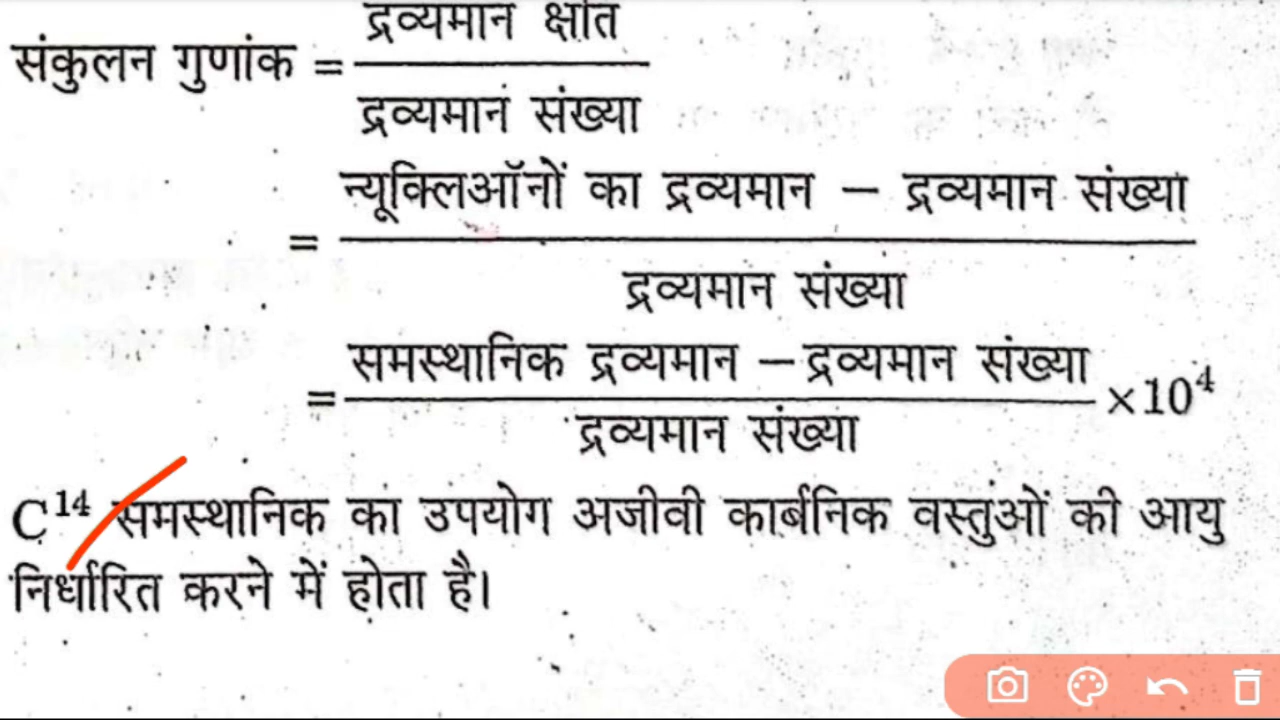 द्रव्यमान क्षति
संकुलन गुणांक = ─────
द्रव्यमान संख्या
न्यूक्लिऑनों का द्रव्यमान – द्रव्यमान संख्या
=
द्रव्यमान संख्या
समस्थानिक द्रव्यमान – द्रव्यमान संख्या
= ×10⁴
द्रव्यमान संख्या
C¹⁴ समस्थानिक का उपयोग अजीवी कार्बनिक वस्तुओं की आयु
निर्धारित करने में होता है।